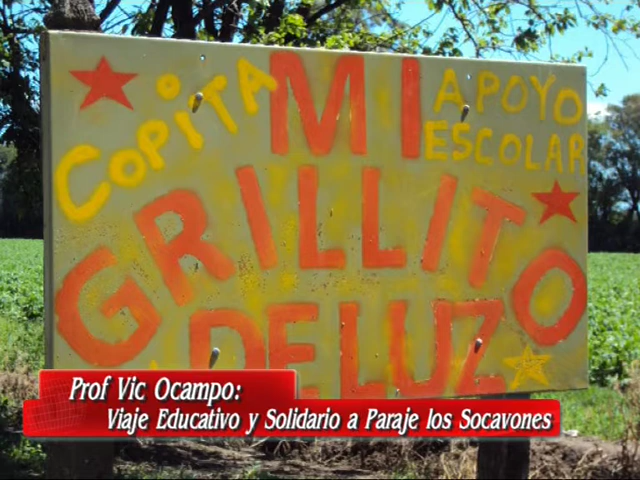 COPITA MI APOYO
ESCOLAR
GRILLITO
DE LUZ
Prof Vic Ocampo:
Viaje Educativo y Solidario a Paraje los Socavones